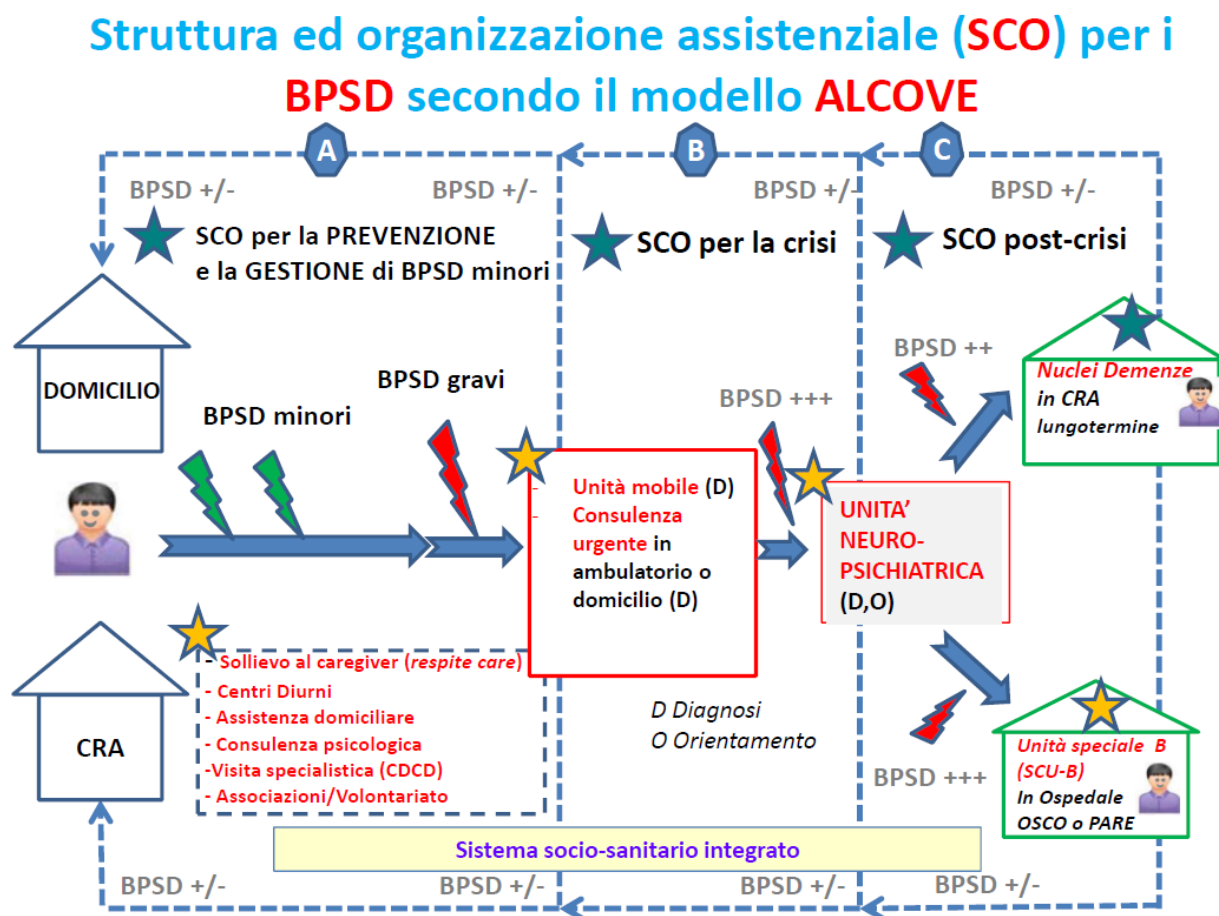 Struttura ed organizzazione assistenziale (SCO) per i
BPSD secondo il modello ALCOVE
A
B
C
BPSD +/-
BPSD +/-
BPSD +/-
BPSD +/-
SCO per la PREVENZIONE
e la GESTIONE di BPSD minori
SCO per la crisi
SCO post-crisi
DOMICILIO
BPSD minori
BPSD gravi
BPSD +++
BPSD ++
Nuclei Demenze
in CRA
lungotermine
- Unità mobile (D)
- Consulenza
urgente in
ambulatorio o
domicilio (D)
UNITA’
NEURO-
PSICHIATRICA
(D,O)
CRA
- Sollievo al caregiver (respite care)
- Centri Diurni
- Assistenza domiciliare
- Consulenza psicologica
-Visita specialistica (CDCD)
- Associazioni/Volontariato
D Diagnosi
O Orientamento
BPSD +++
Unità speciale B
(SCU-B)
In Ospedale
OSCO o PARE
Sistema socio-sanitario integrato
BPSD +/-
BPSD +/-
BPSD +/-
BPSD +/-